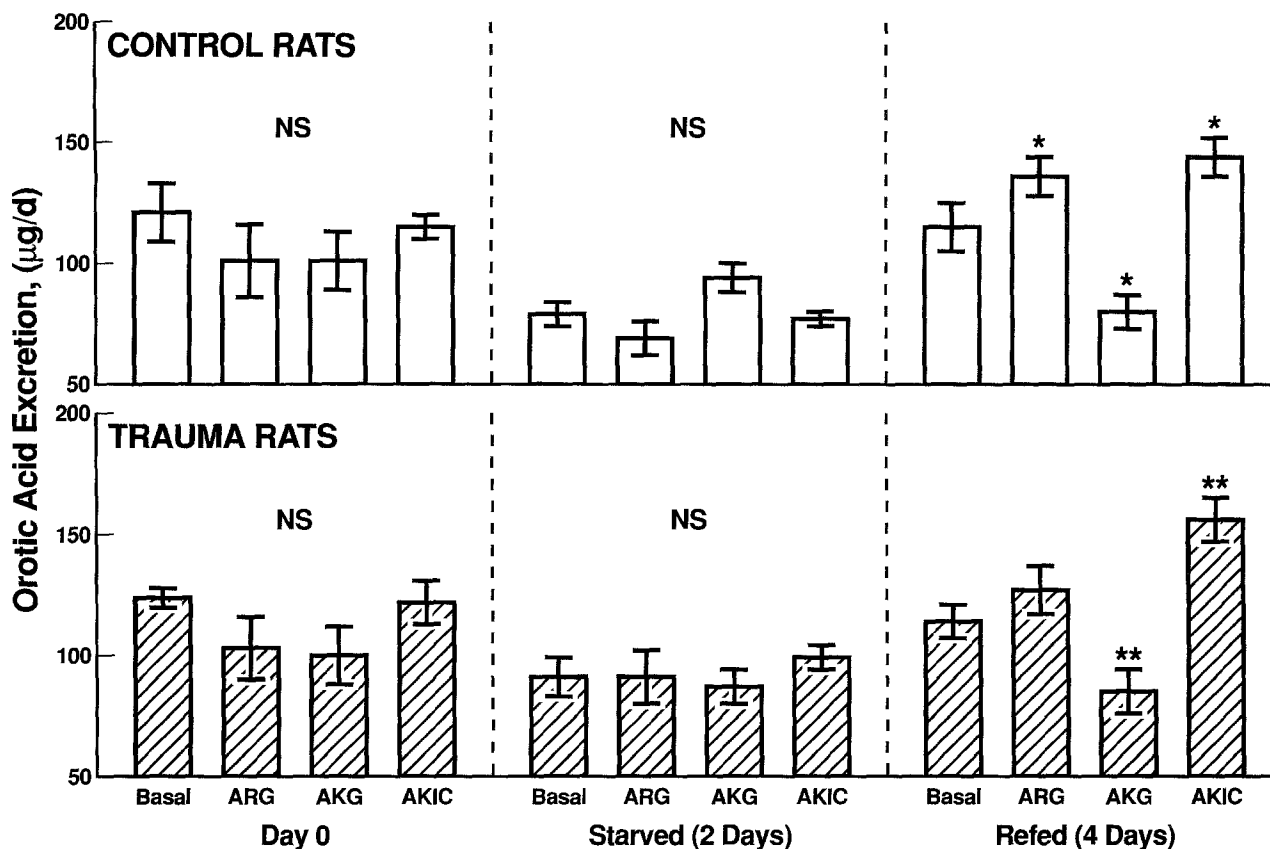 Orotic Acid Excretion, (µg/d)
200
150
100
50
CONTROL RATS
NS
NS
*
*
*
200
150
100
50
TRAUMA RATS
NS
NS
**
**
Basal ARG AKG AKIC Basal ARG AKG AKIC Basal ARG AKG AKIC
Day 0 Starved (2 Days) Refed (4 Days)